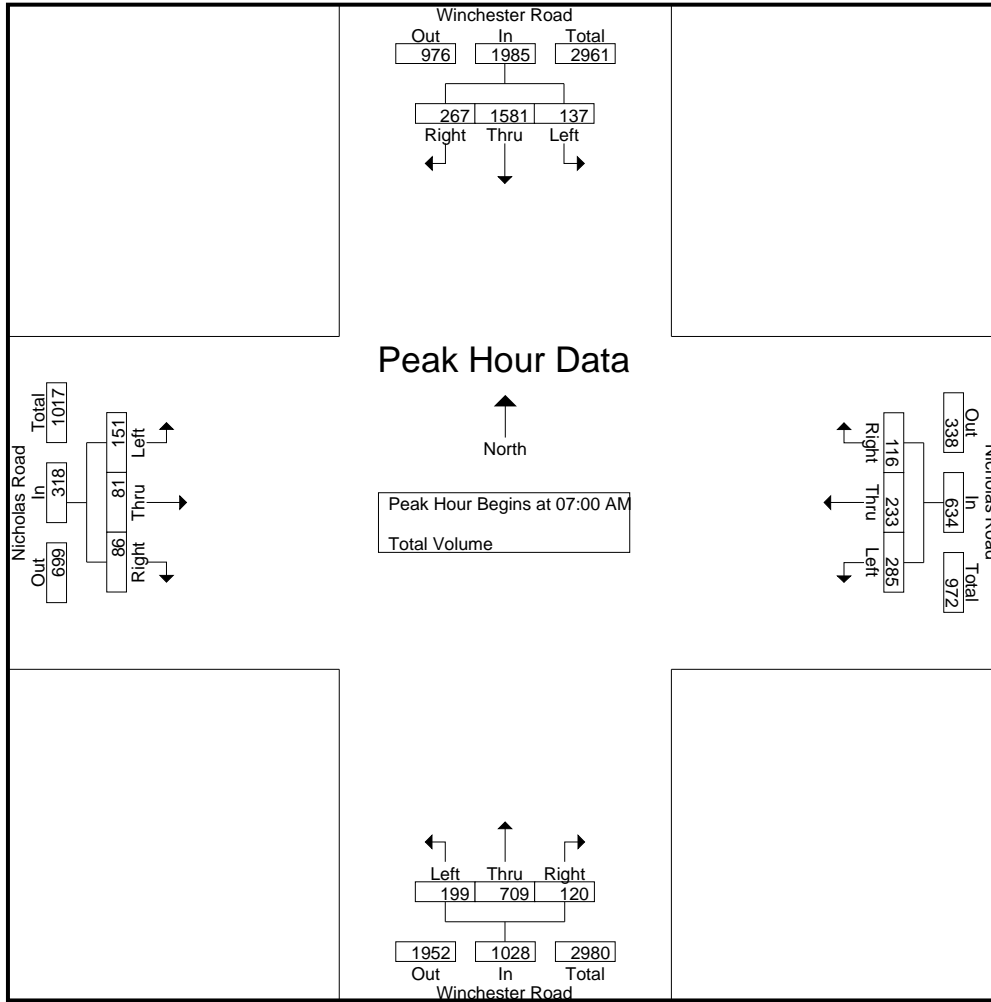 Winchester Road
Out In Total
976 1985 2961
267 1581 137
Right Thru Left
Peak Hour Data
North
Peak Hour Begins at 07:00 AM
Total Volume
Nicholas Road
Total In Out
1017 318 699
151 81 86
Left Thru Right
Nicholas Road
Out In Total
338 634 972
116 233 285
Right Thru Left
Left Thru Right
199 709 120
1952 1028 2980
Out In Total
Winchester Road